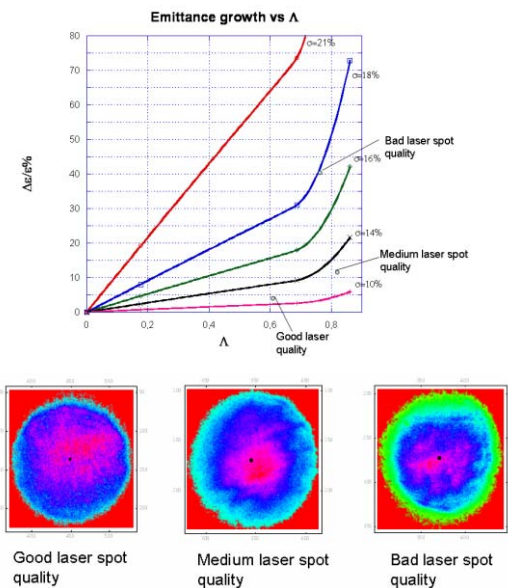 Emittance growth vs Λ
80
70
60
50
40
30
20
10
0
Δε/ε%
0
0,2
0,4
0,6
0,8
Λ
σ=21%
σ=18%
σ=16%
σ=14%
σ=10%
Bad laser spot
quality
Medium laser spot
quality
Good laser
quality
Good laser spot
quality
Medium laser spot
quality
Bad laser spot
quality